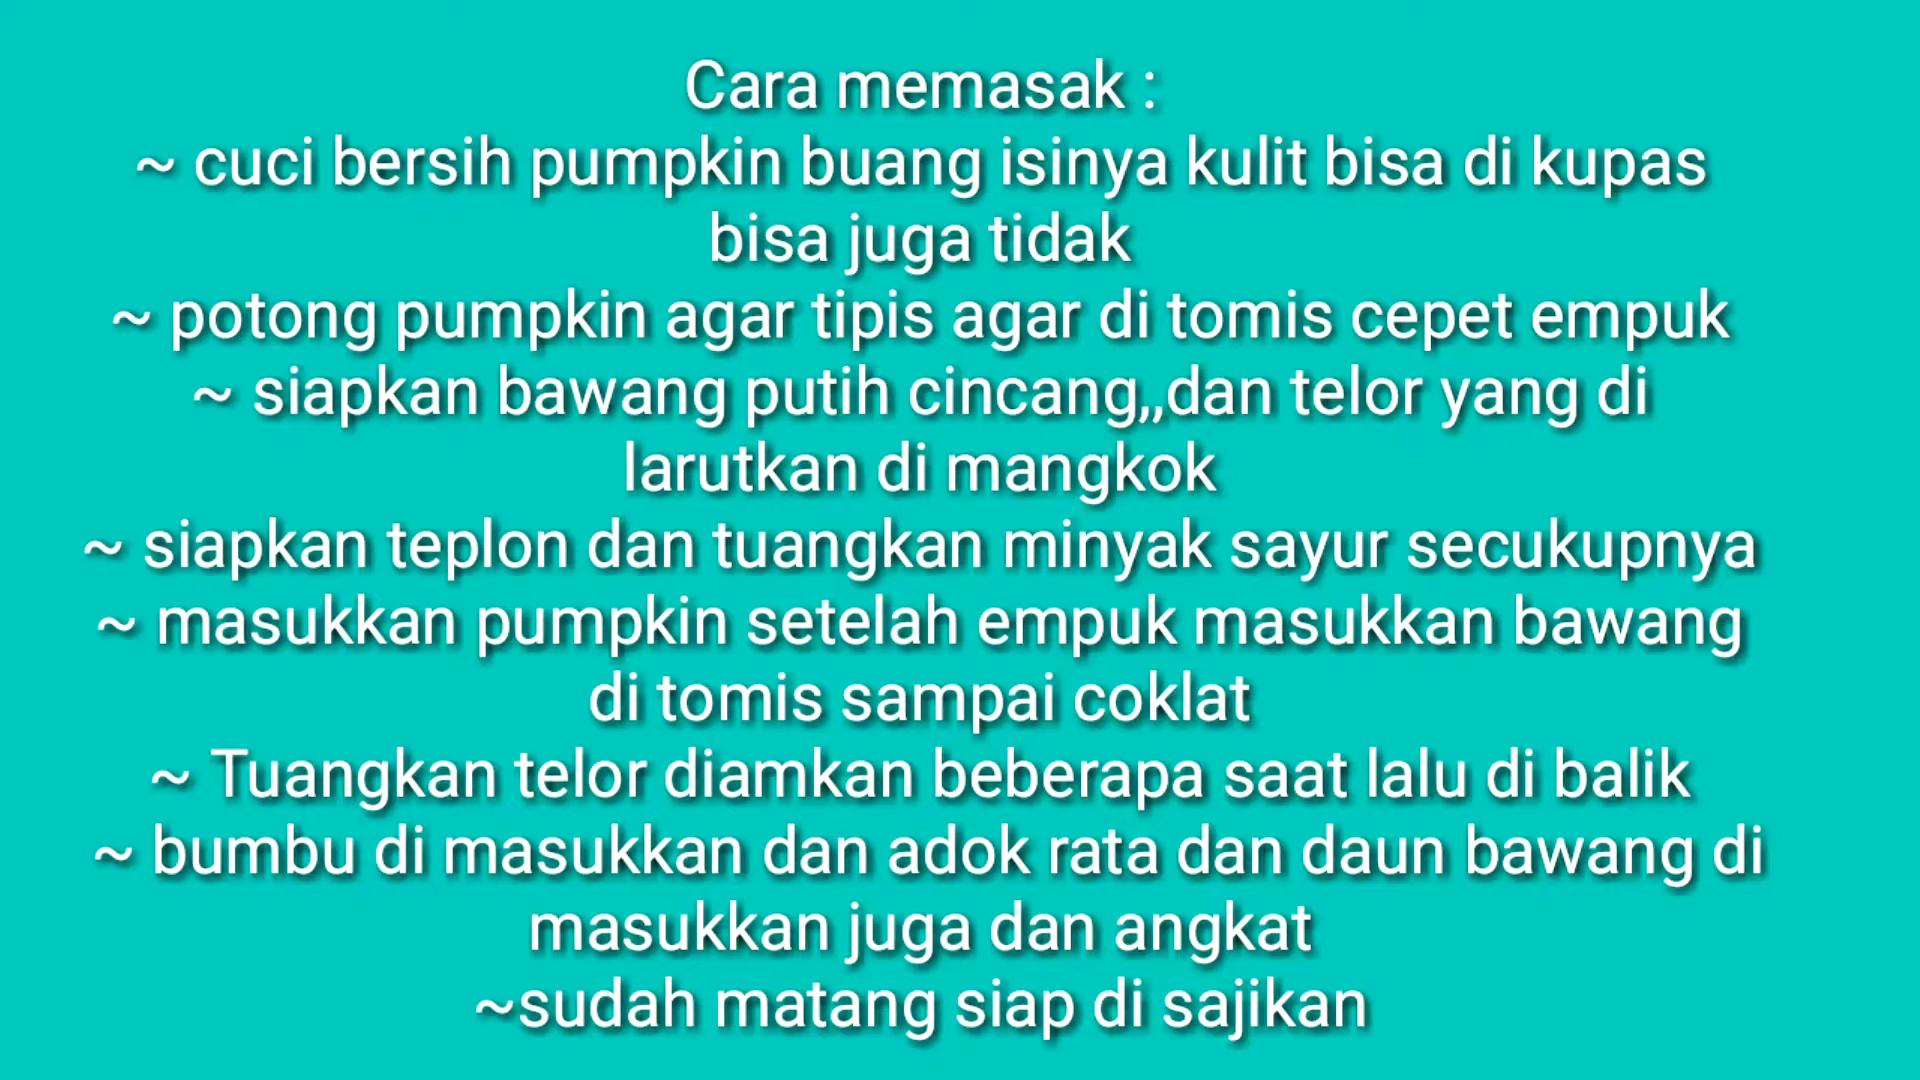 Cara memasak :
~ cuci bersih pumpkin buang isinya kulit bisa di kupas
bisa juga tidak
~ potong pumpkin agar tipis agar di tomis cepet empuk
~ siapkan bawang putih cincang,,dan telor yang di
larutkan di mangkok
~ siapkan teplon dan tuangkan minyak sayur secukupnya
~ masukkan pumpkin setelah empuk masukkan bawang
di tomis sampai coklat
~ Tuangkan telor diamkan beberapa saat lalu di balik
~ bumbu di masukkan dan adok rata dan daun bawang di
masukkan juga dan angkat
~sudah matang siap di sajikan